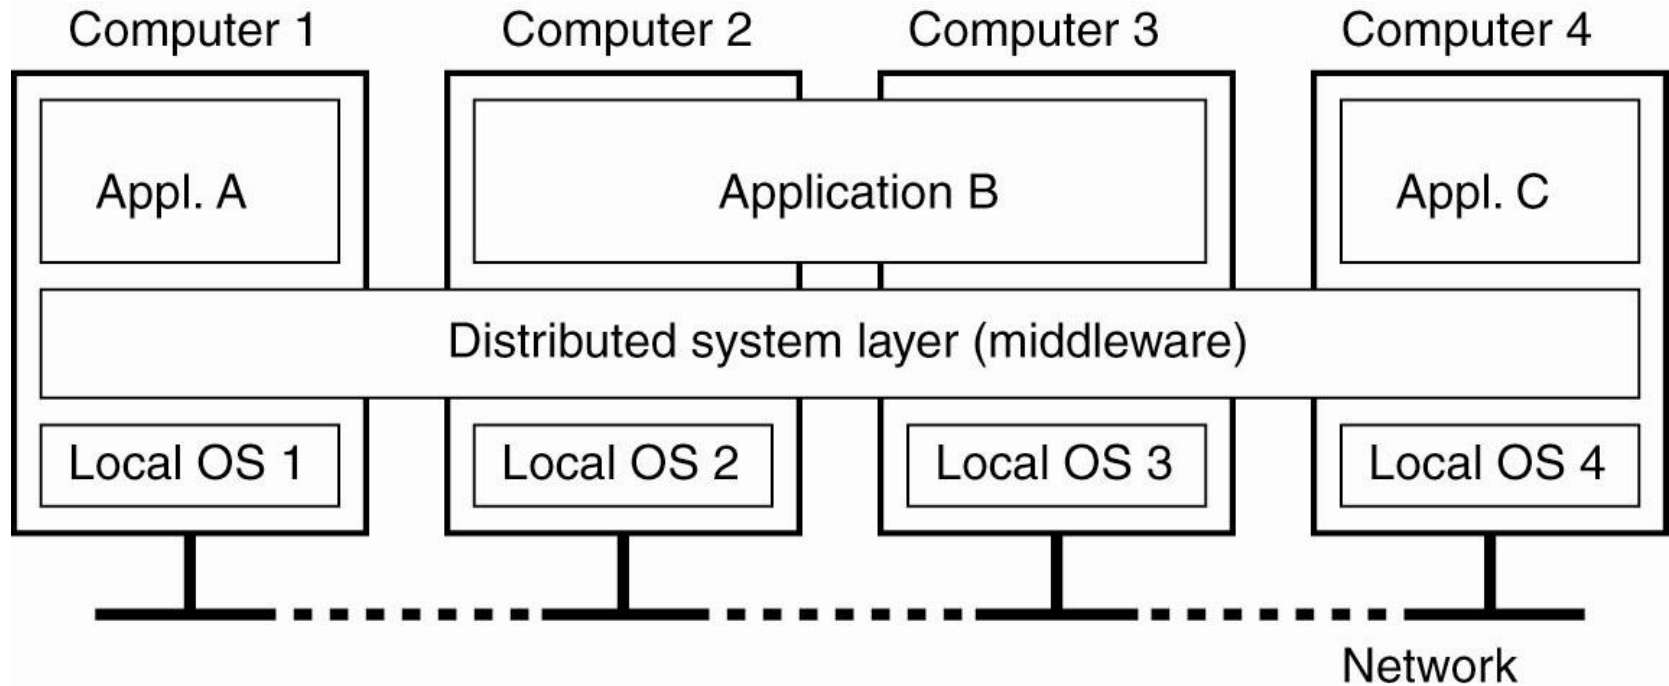 Computer 1
Computer 2
Computer 3
Computer 4
Appl. A
Application B
Appl. C
Distributed system layer (middleware)
Local OS 1
Local OS 2
Local OS 3
Local OS 4
Network